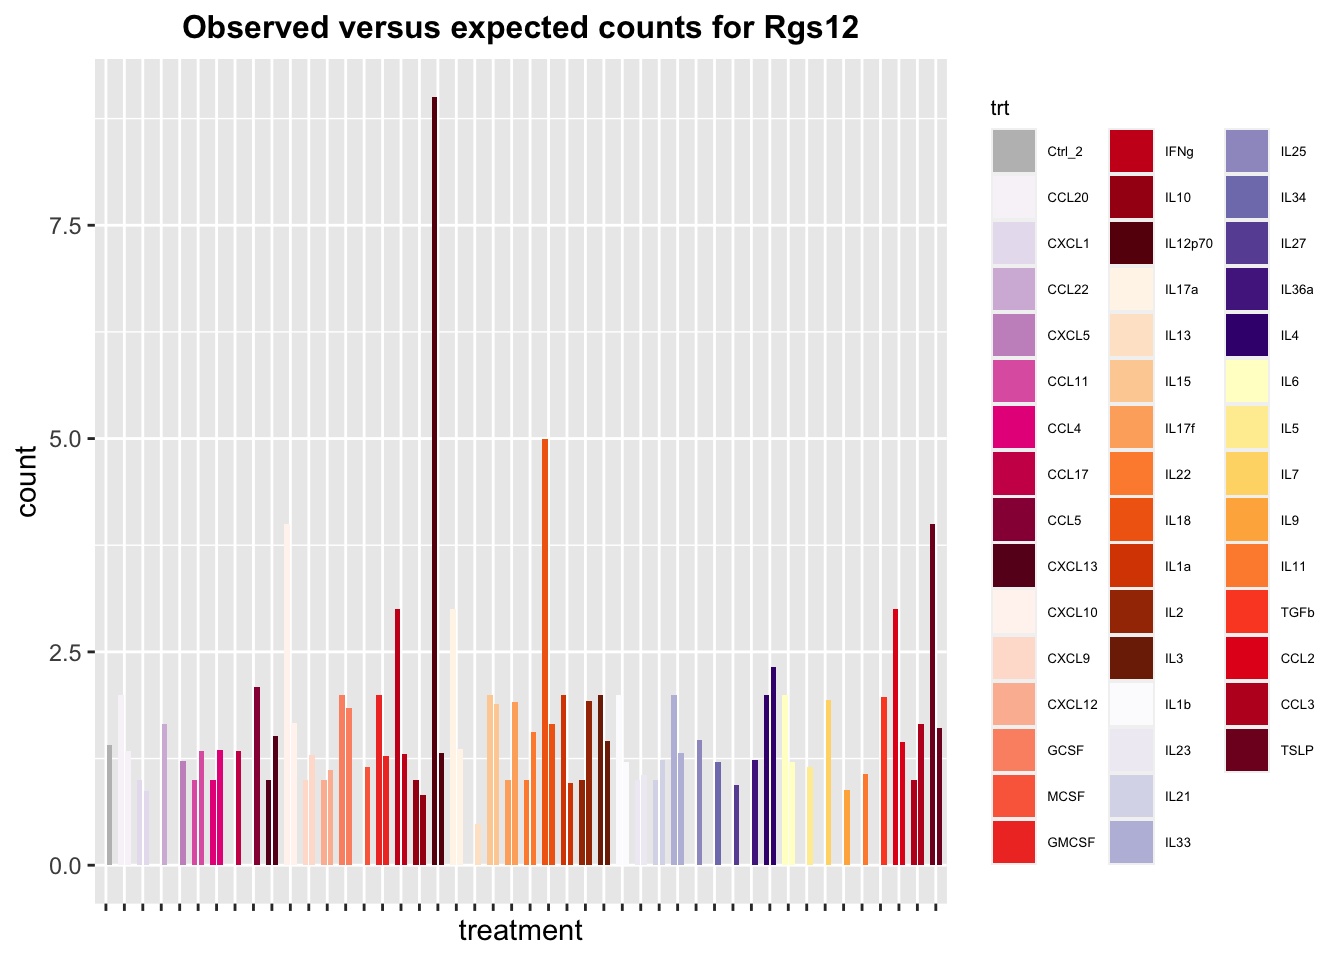 Observed versus expected counts for Rgs12
count
7.5
5.0
2.5
0.0
treatment
trt
Ctrl_2
CCL20
CXCL1
CCL22
CXCL5
CCL11
CCL4
CCL17
CCL5
CXCL13
CXCL10
CXCL9
CXCL12
GCSF
MCSF
GMCSF
IFNg
IL10
IL12p70
IL17a
IL13
IL15
IL17f
IL22
IL18
IL1a
IL2
IL3
IL1b
IL23
IL21
IL33
IL25
IL34
IL27
IL36a
IL4
IL6
IL5
IL7
IL9
IL11
TGFb
CCL2
CCL3
TSLP